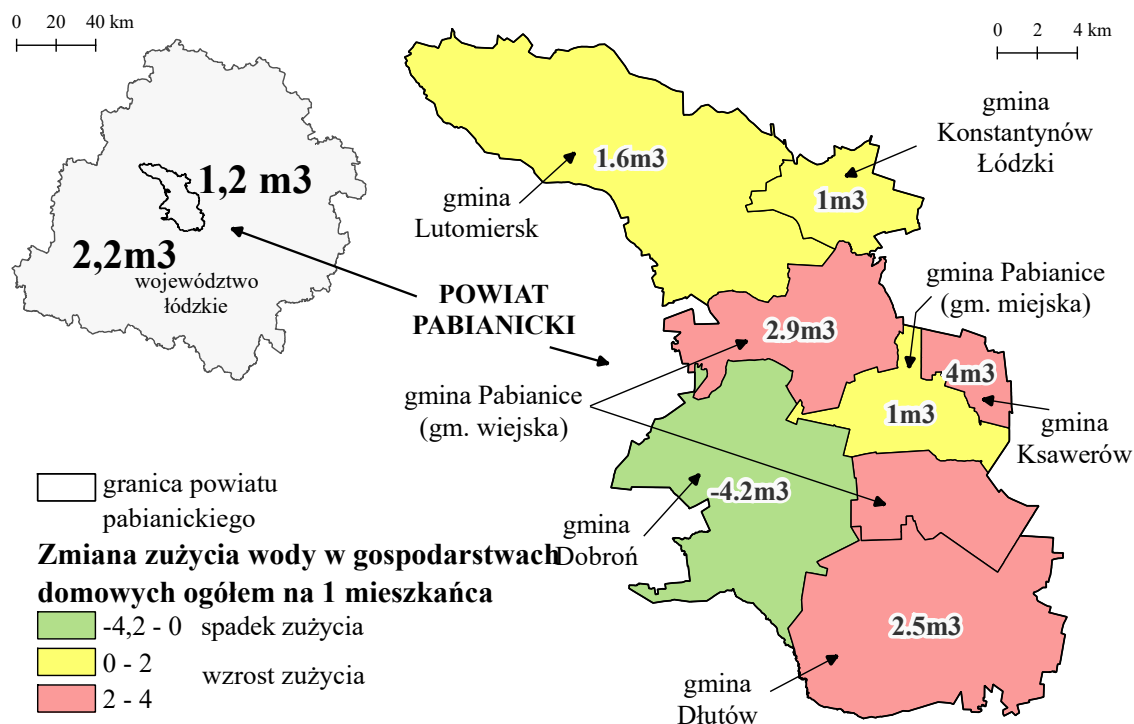 0 20 40 km
0 2 4 km
gmina
Konstantynów
Łódzki
1.6m3
1,2 m3
1m3
gmina
Lutomiersk
2,2m3
województwo
łódzkie
gmina Pabianice
(gm. miejska)
POWIAT
PABIANICKI
2.9m3
4m3
gmina Pabianice
(gm. wiejska)
1m3
gmina
Ksawerów
granica powiatu
pabianickiego
-4.2m3
gmina
Dobroń
Zmiana zużycia wody w gospodarstwach
domowych ogółem na 1 mieszkańca
-4,2 - 0 spadek zużycia
0 - 2
wzrost zużycia
2 - 4
2.5m3
gmina
Dłutów